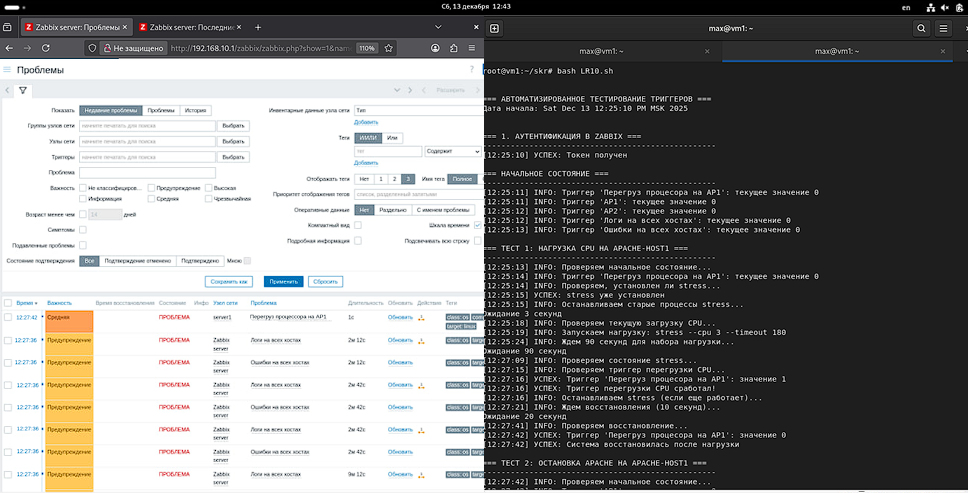 Сб, 13 декабря 12:43
en
Zabbix server: Проблемы
Zabbix server: Последние
Не защищено
http://192.168.10.1/zabbix/zabbix.php?show=1&nam
110%
Проблемы
?
Расширить
Показать
Недавние проблемы
Проблемы
История
Группы узлов сети
начните печатать для поиска
Выбрать
Узлы сети
начните печатать для поиска
Выбрать
Триггеры
начните печатать для поиска
Выбрать
Проблема
Важность
Не классифициров...
Предупреждение
Высокая
Информация
Средняя
Чрезвычайная
Возраст менее чем
14
дней
Симптомы
Подавленные проблемы
Состояние подтверждения
Все
Подтверждение отменено
Подтверждено
Мною
Инвентарные данные узла сети
Тип
Добавить
Теги
И/ИЛИ
Или
тег
Содержит
Добавить
Отображать теги
Нет
1
2
3
Имя тега
Полное
Приоритет отображения тегов
список, разделенный запятыми
Оперативные данные
Нет
Раздельно
С именем проблемы
Компактный вид
Шкала времени
Подробная информация
Подсвечивать всю строку
Сохранить как
Применить
Сбросить
Время
Важность
Время восстановления
Состояние
Инфо
Узел сети
Проблема
Длительность
Обновить
Действия
Теги
12:27:42 Средняя ПРОБЛЕМА server1 Перегруз процессора на AP1 1с Обновить class: os com
target: linux
12:27:36 Предупреждение ПРОБЛЕМА Zabbix server Логи на всех хостах 2м 12с Обновить class: os targe
12:27:36 Предупреждение ПРОБЛЕМА Zabbix server Ошибки на всех хостах 2м 12с Обновить class: os targe
12:27:36 Предупреждение ПРОБЛЕМА Zabbix server Логи на всех хостах 2м 42с Обновить class: os targe
12:27:36 Предупреждение ПРОБЛЕМА Zabbix server Ошибки на всех хостах 2м 42с Обновить class: os targe
12:27:36 Предупреждение ПРОБЛЕМА Zabbix server Логи на всех хостах 2м 42с Обновить class: os targe
12:27:36 Предупреждение ПРОБЛЕМА Zabbix server Ошибки на всех хостах 2м 42с Обновить class: os targe
12:27:36 Предупреждение ПРОБЛЕМА Zabbix server Логи на всех хостах 9м 12с Обновить class: os targe
max@vm1: ~
max@vm1: ~
max@vm1: ~
root@vm1:~/skr# bash LR10.sh
=== АВТОМАТИЗИРОВАННОЕ ТЕСТИРОВАНИЕ ТРИГГЕРОВ ===
Дата начала: Sat Dec 13 12:25:10 PM MSK 2025
=== 1. АУТЕНТИФИКАЦИЯ В ZABBIX ===
[12:25:10] УСПЕХ: Токен получен
=== НАЧАЛЬНОЕ СОСТОЯНИЕ ===
[12:25:11] INFO: Триггер 'Перегруз процесора на AP1': текущее значение 0
[12:25:11] INFO: Триггер 'AP1': текущее значение 0
[12:25:12] INFO: Триггер 'AP2': текущее значение 0
[12:25:12] INFO: Триггер 'Логи на всех хостах': текущее значение 0
[12:25:13] INFO: Триггер 'Ошибки на всех хостах': текущее значение 0
=== ТЕСТ 1: НАГРУЗКА CPU НА APACHE-HOST1 ===
[12:25:13] INFO: Проверяем начальное состояние...
[12:25:14] INFO: Триггер 'Перегруз процесора на AP1': текущее значение 0
[12:25:14] INFO: Проверяем, установлен ли stress...
[12:25:15] УСПЕХ: stress уже установлен
[12:25:15] INFO: Останавливаем старые процессы stress...
Ожидание 3 секунд
[12:25:18] INFO: Проверяем текущую загрузку CPU...
[12:25:19] INFO: Запускаем нагрузку: stress --cpu 3 --timeout 180
[12:25:24] INFO: Ждем 90 секунд для набора нагрузки...
Ожидание 90 секунд
[12:27:09] INFO: Проверяем состояние stress...
[12:27:15] INFO: Проверяем триггер перегрузки CPU...
[12:27:16] УСПЕХ: Триггер 'Перегруз процесора на AP1': значение 1
[12:27:16] УСПЕХ: Триггер перегрузки CPU сработал!
[12:27:16] INFO: Останавливаем stress (если еще работает)...
[12:27:21] INFO: Ждем восстановления (10 секунд)...
Ожидание 20 секунд
[12:27:41] INFO: Проверяем восстановление...
[12:27:42] УСПЕХ: Триггер 'Перегруз процесора на AP1': значение 0
[12:27:42] УСПЕХ: Система восстановилась после нагрузки
=== ТЕСТ 2: ОСТАНОВКА APACHE НА APACHE-HOST1 ===
[12:27:42] INFO: Проверяем начальное состояние...